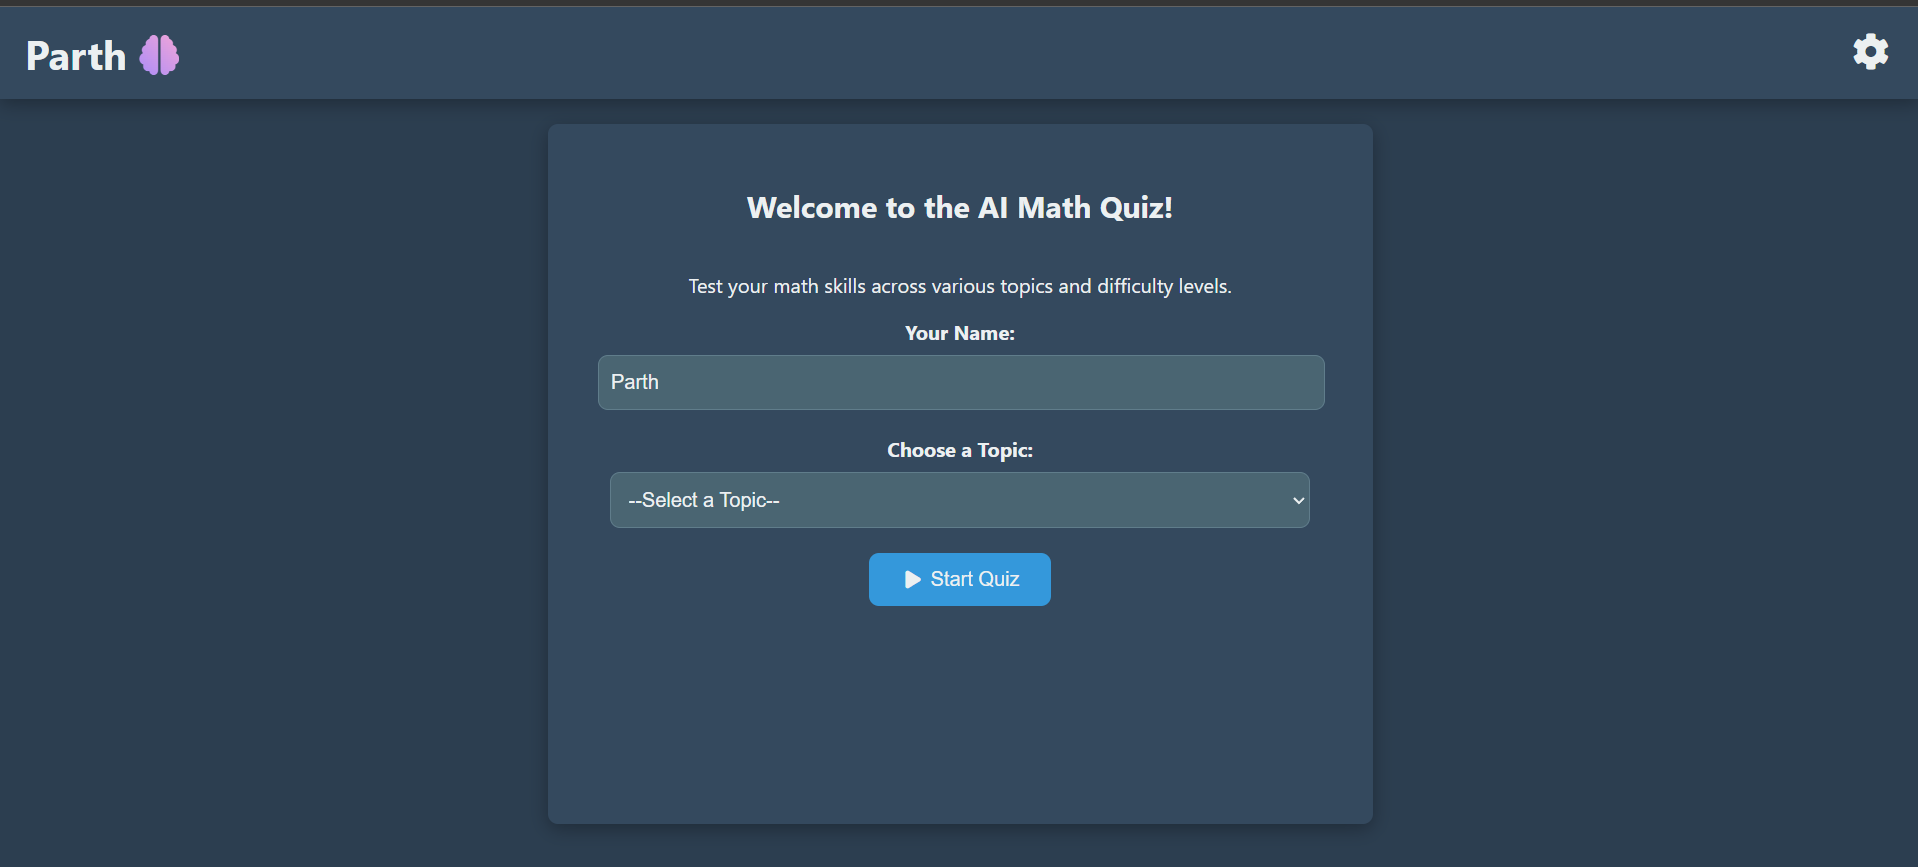 Parth
Welcome to the AI Math Quiz!
Test your math skills across various topics and difficulty levels.
Your Name:
Parth
Choose a Topic:
--Select a Topic--
Start Quiz